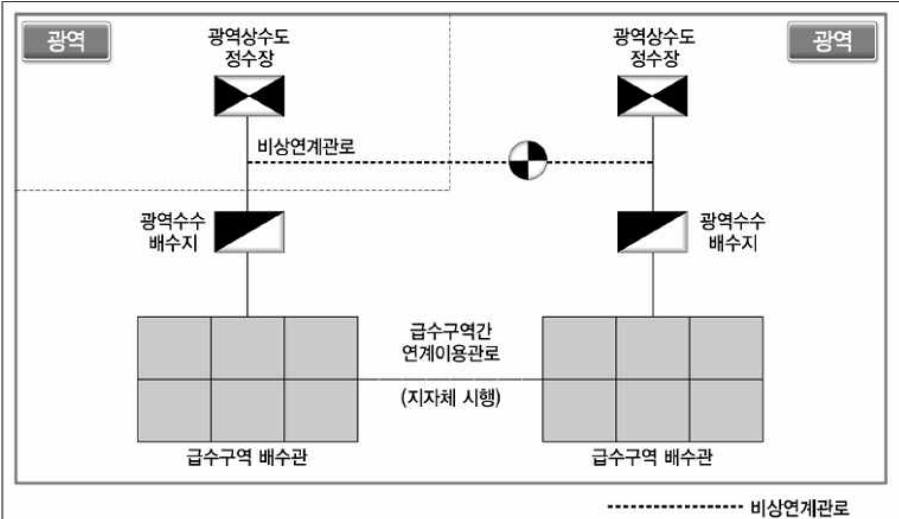 광역
광역상수도
정수장
광역상수도
정수장
광역
비상연계관로
광역수수
배수지
광역수수
배수지
급수구역간
연계이용관로
(지자체 시행)
급수구역 배수관
급수구역 배수관
비상연계관로